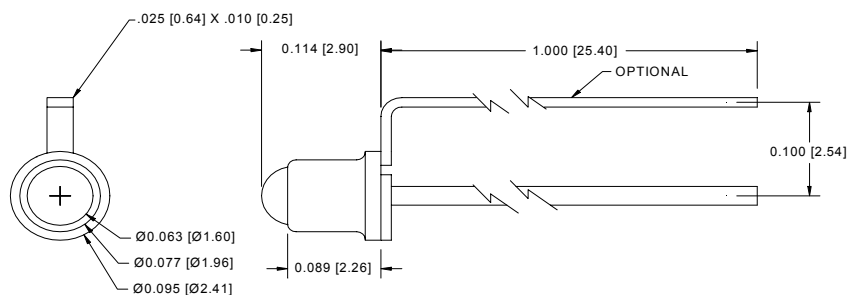 .025 [0.64] X .010 [0.25]
0.114 [2.90]
1.000 [25.40]
OPTIONAL
0.100 [2.54]
Ø0.063 [Ø1.60]
Ø0.077 [Ø1.96]
0.089 [2.26]
Ø0.095 [Ø2.41]